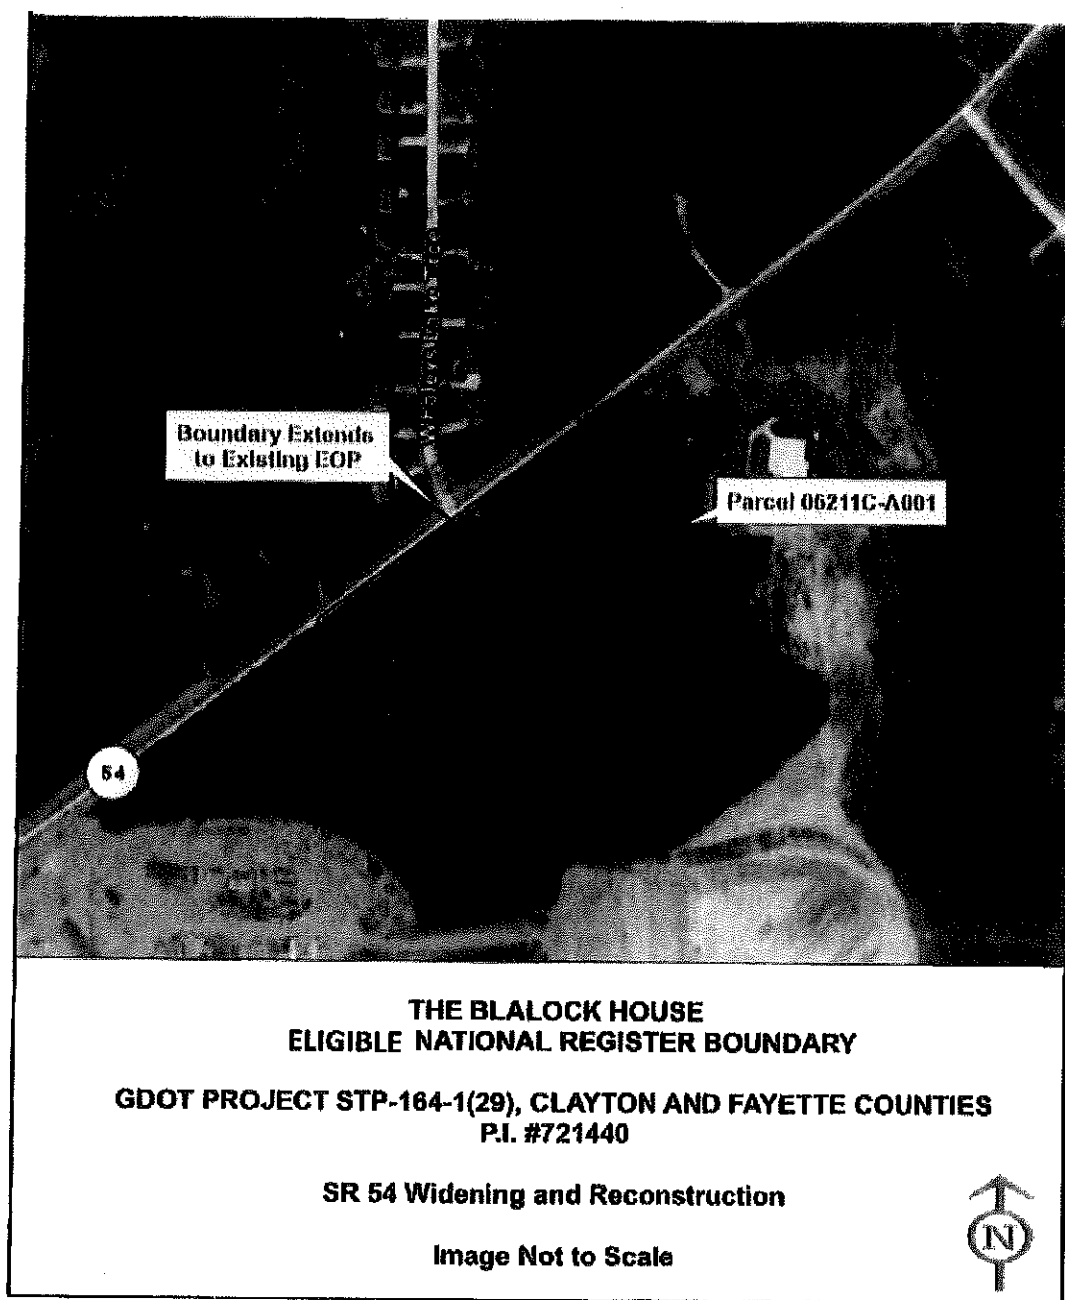 Boundary Extends
to Existing EOP
Parcel 06211C-A001
54
THE BLALOCK HOUSE
ELIGIBLE NATIONAL REGISTER BOUNDARY
GDOT PROJECT STP-164-1(29), CLAYTON AND FAYETTE COUNTIES
P.I. #721440
SR 54 Widening and Reconstruction
Image Not to Scale
N